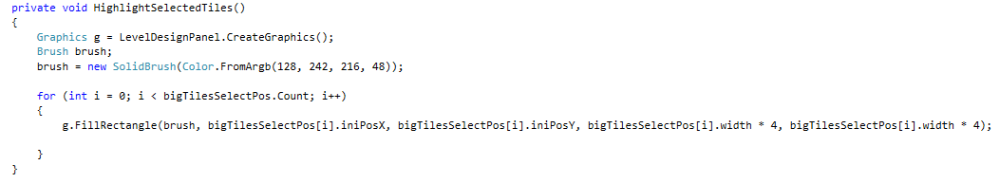 private void HighlightSelectedTiles()
{
    Graphics g = LevelDesignPanel.CreateGraphics();
    Brush brush;
    brush = new SolidBrush(Color.FromArgb(128, 242, 216, 48));
    for (int i = 0; i < bigTilesSelectPos.Count; i++)
    {
        g.FillRectangle(brush, bigTilesSelectPos[i].iniPosX, bigTilesSelectPos[i].iniPosY, bigTilesSelectPos[i].width * 4, bigTilesSelectPos[i].width * 4);
    }
}